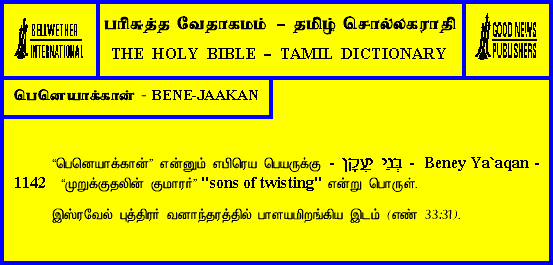 BELLWETHER
INTERNATIONAL
பரிசுத்த வேதாகமம் – தமிழ் சொல்லகராதி
THE HOLY BIBLE – TAMIL DICTIONARY
GOOD NEWS
PUBLISHERS
பெனெயாக்கான் - BENE-JAAKAN
“பெனெயாக்கான்” என்னும் எபிரெய பெயருக்கு - בְּנֵי יַעֲקָן - Beney Ya`aqan -
1142 “முறுக்குதலின் குமாரர்” "sons of twisting" என்று பொருள்.
இஸ்ரவேல் புத்திரர் வனாந்தரத்தில் பாளயமிறங்கிய இடம் (எண் 33:31).